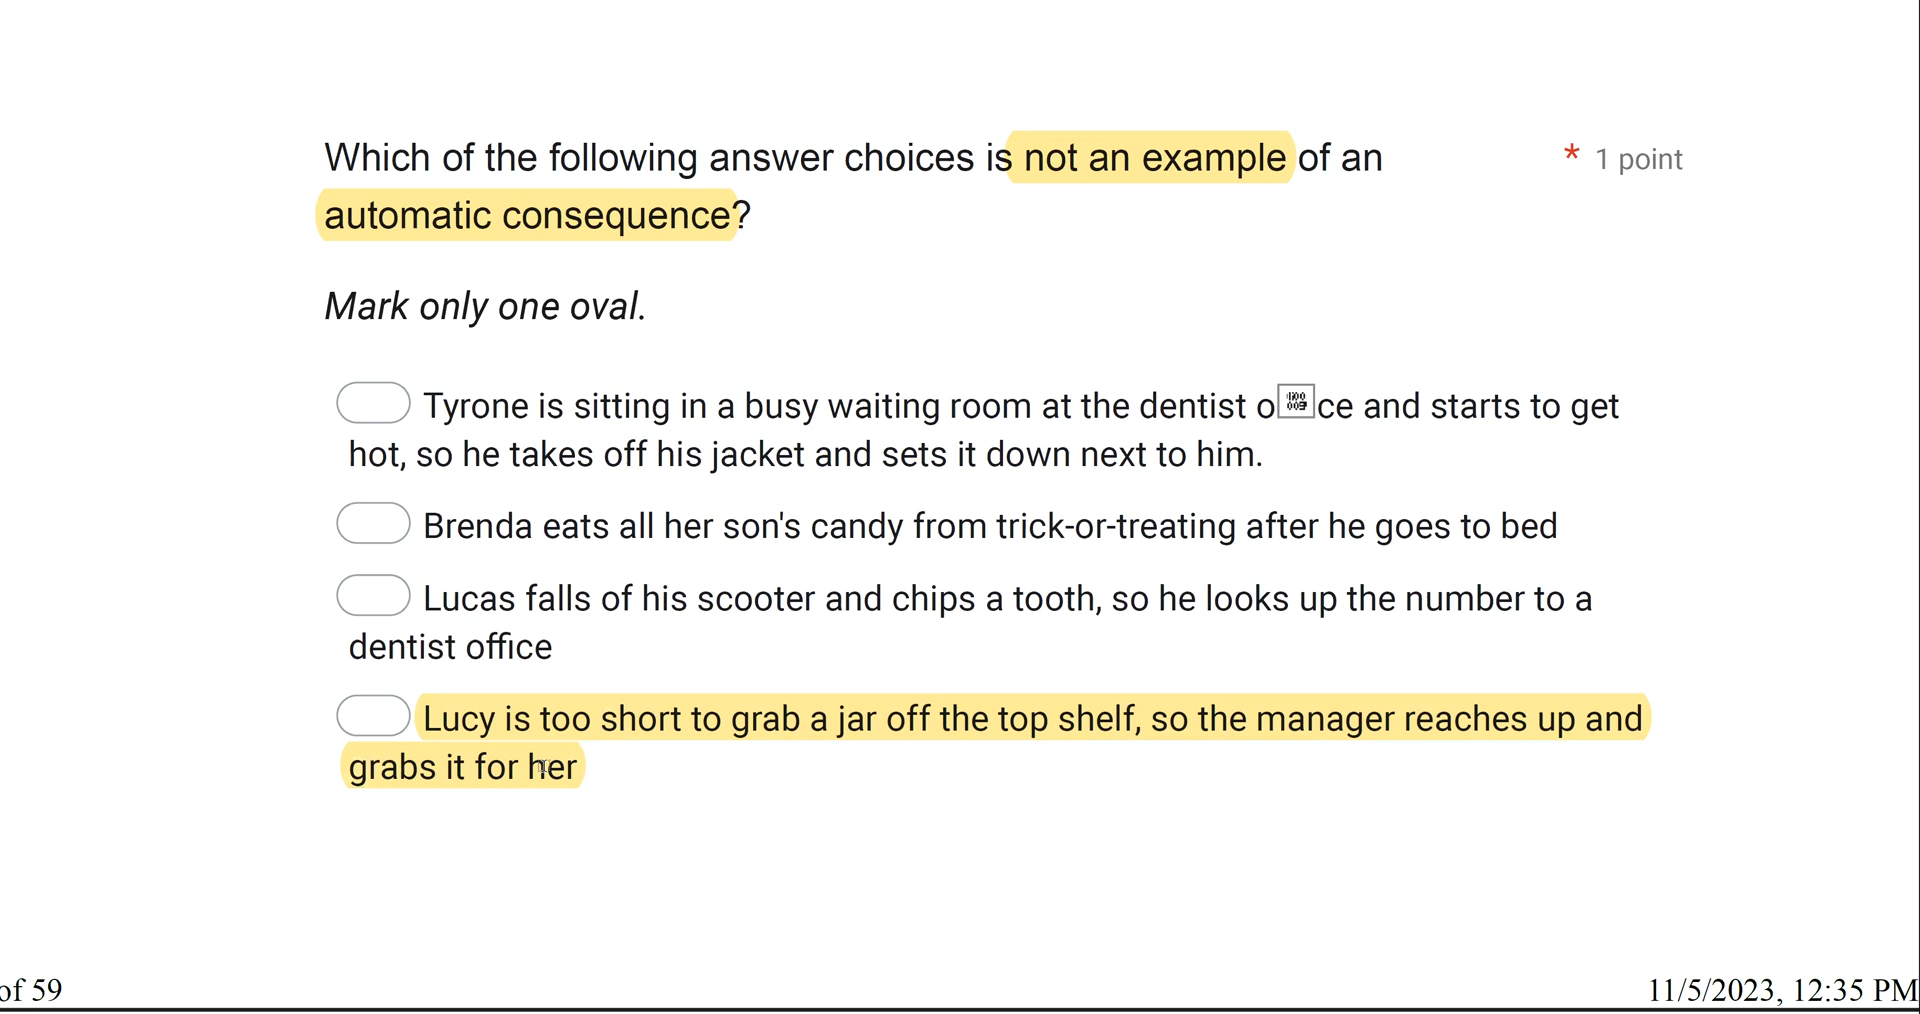 Which of the following answer choices is not an example of an
* 1 point
automatic consequence?
Mark only one oval.
Tyrone is sitting in a busy waiting room at the dentist o ce and starts to get
hot, so he takes off his jacket and sets it down next to him.
Brenda eats all her son's candy from trick-or-treating after he goes to bed
Lucas falls of his scooter and chips a tooth, so he looks up the number to a
dentist office
Lucy is too short to grab a jar off the top shelf, so the manager reaches up and
grabs it for her
of 59
11/5/2023, 12:35 PM